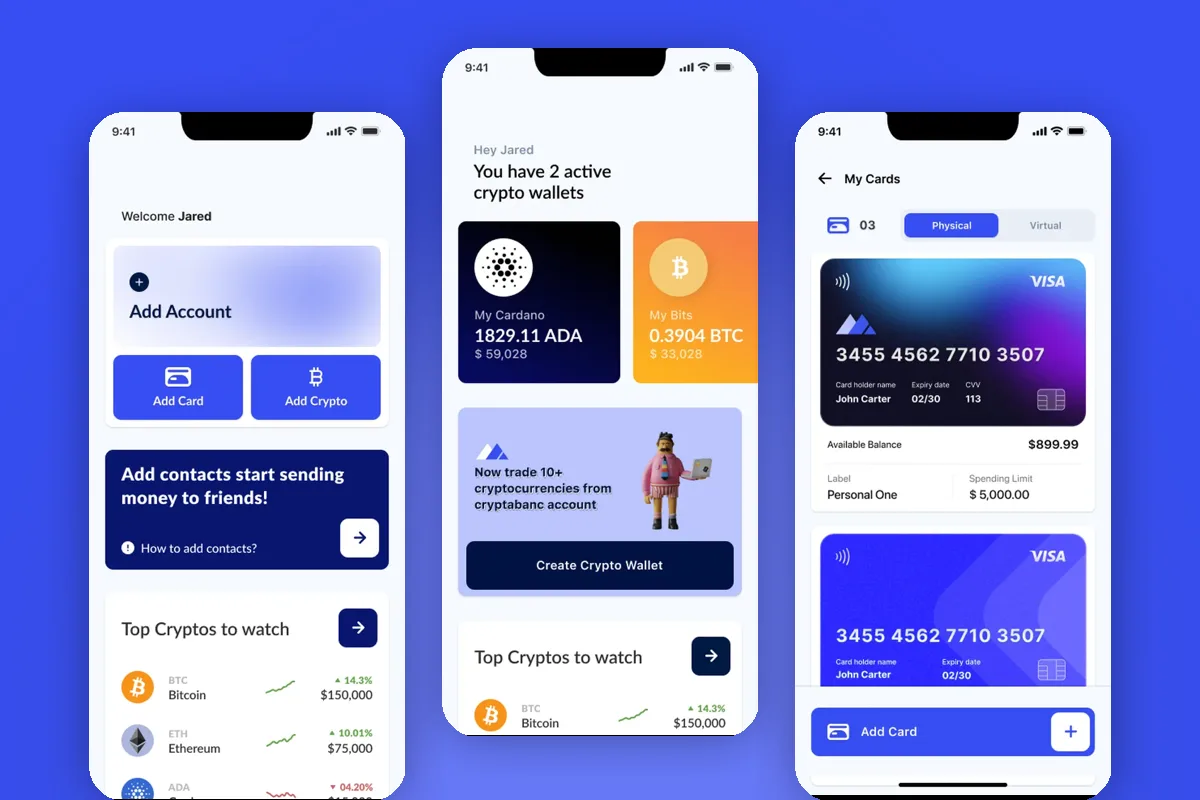 9:41
Welcome Jared
Add Account
Add Card
Add Crypto
Add contacts start sending
money to friends!
How to add contacts?
Top Cryptos to watch
BTC
Bitcoin
14.3%
$150,000
ETH
Ethereum
10.01%
$75,000
ADA
04.20%
9:41
Hey Jared
You have 2 active
crypto wallets
My Cardano
1829.11 ADA
$ 59,028
My Bits
0.3904 BTC
$ 33,028
Now trade 10+
cryptocurrencies from
cryptabanc account
Create Crypto Wallet
Top Cryptos to watch
BTC
Bitcoin
14.3%
$150,000
9:41
My Cards
03
Physical
Virtual
VISA
3455 4562 7710 3507
Card holder name
John Carter
Expiry date
02/30
CVV
113
Available Balance
$899.99
Label
Personal One
Spending Limit
$ 5,000.00
VISA
3455 4562 7710 3507
Card holder name
John Carter
Expiry date
02/30
Add Card